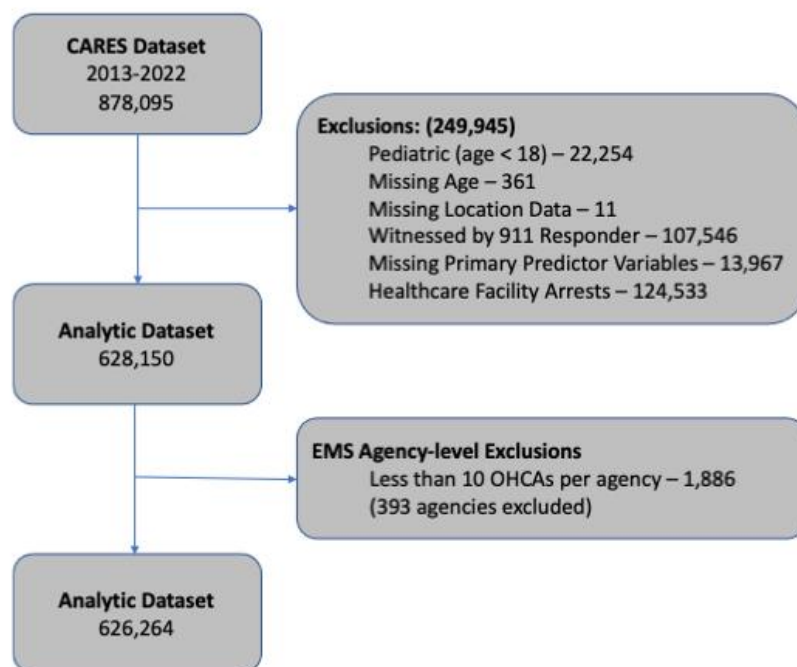 CARES Dataset
2013-2022
878,095
Exclusions: (249,945)
Pediatric (age < 18) – 22,254
Missing Age – 361
Missing Location Data – 11
Witnessed by 911 Responder – 107,546
Missing Primary Predictor Variables – 13,967
Healthcare Facility Arrests – 124,533
Analytic Dataset
628,150
EMS Agency-level Exclusions
Less than 10 OHCAs per agency – 1,886
(393 agencies excluded)
Analytic Dataset
626,264